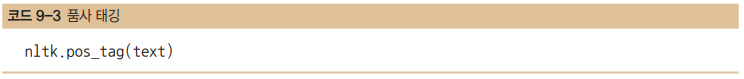 코드 9-3 품사 태깅
nltk.pos_tag(text)